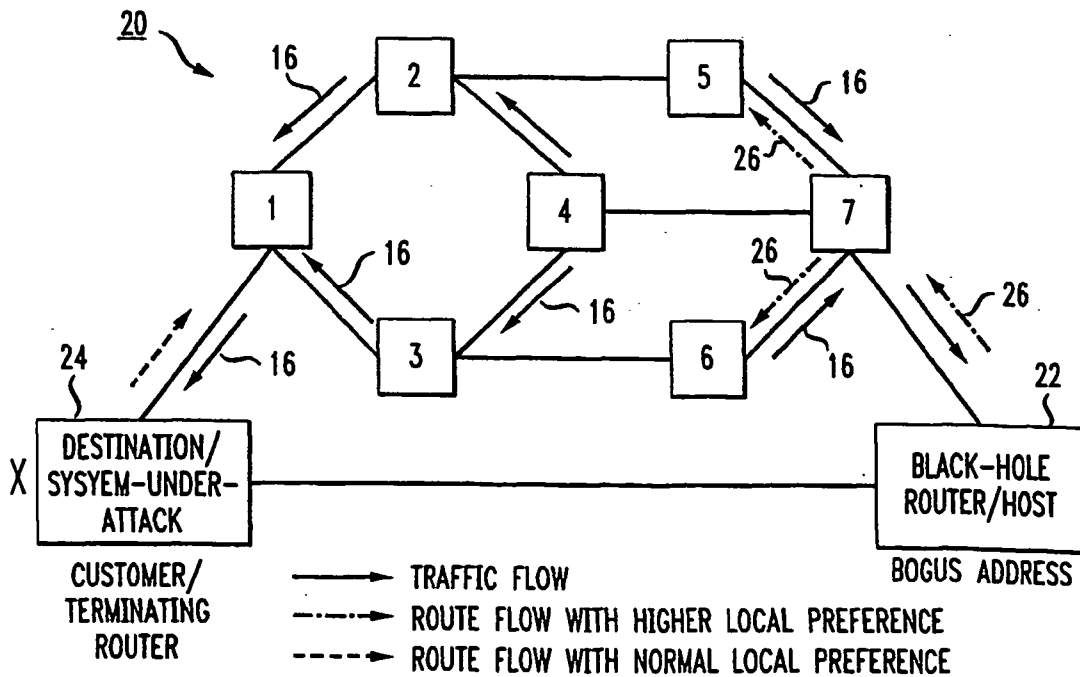 20
16
2
5
16
26
1
4
7
16
26
26
16
3
6
16
16
24
22
DESTINATION/
SYSYEM-UNDER-
ATTACK
X
BLACK-HOLE
ROUTER/HOST
CUSTOMER/
TERMINATING
ROUTER
BOGUS ADDRESS
TRAFFIC FLOW
ROUTE FLOW WITH HIGHER LOCAL PREFERENCE
ROUTE FLOW WITH NORMAL LOCAL PREFERENCE